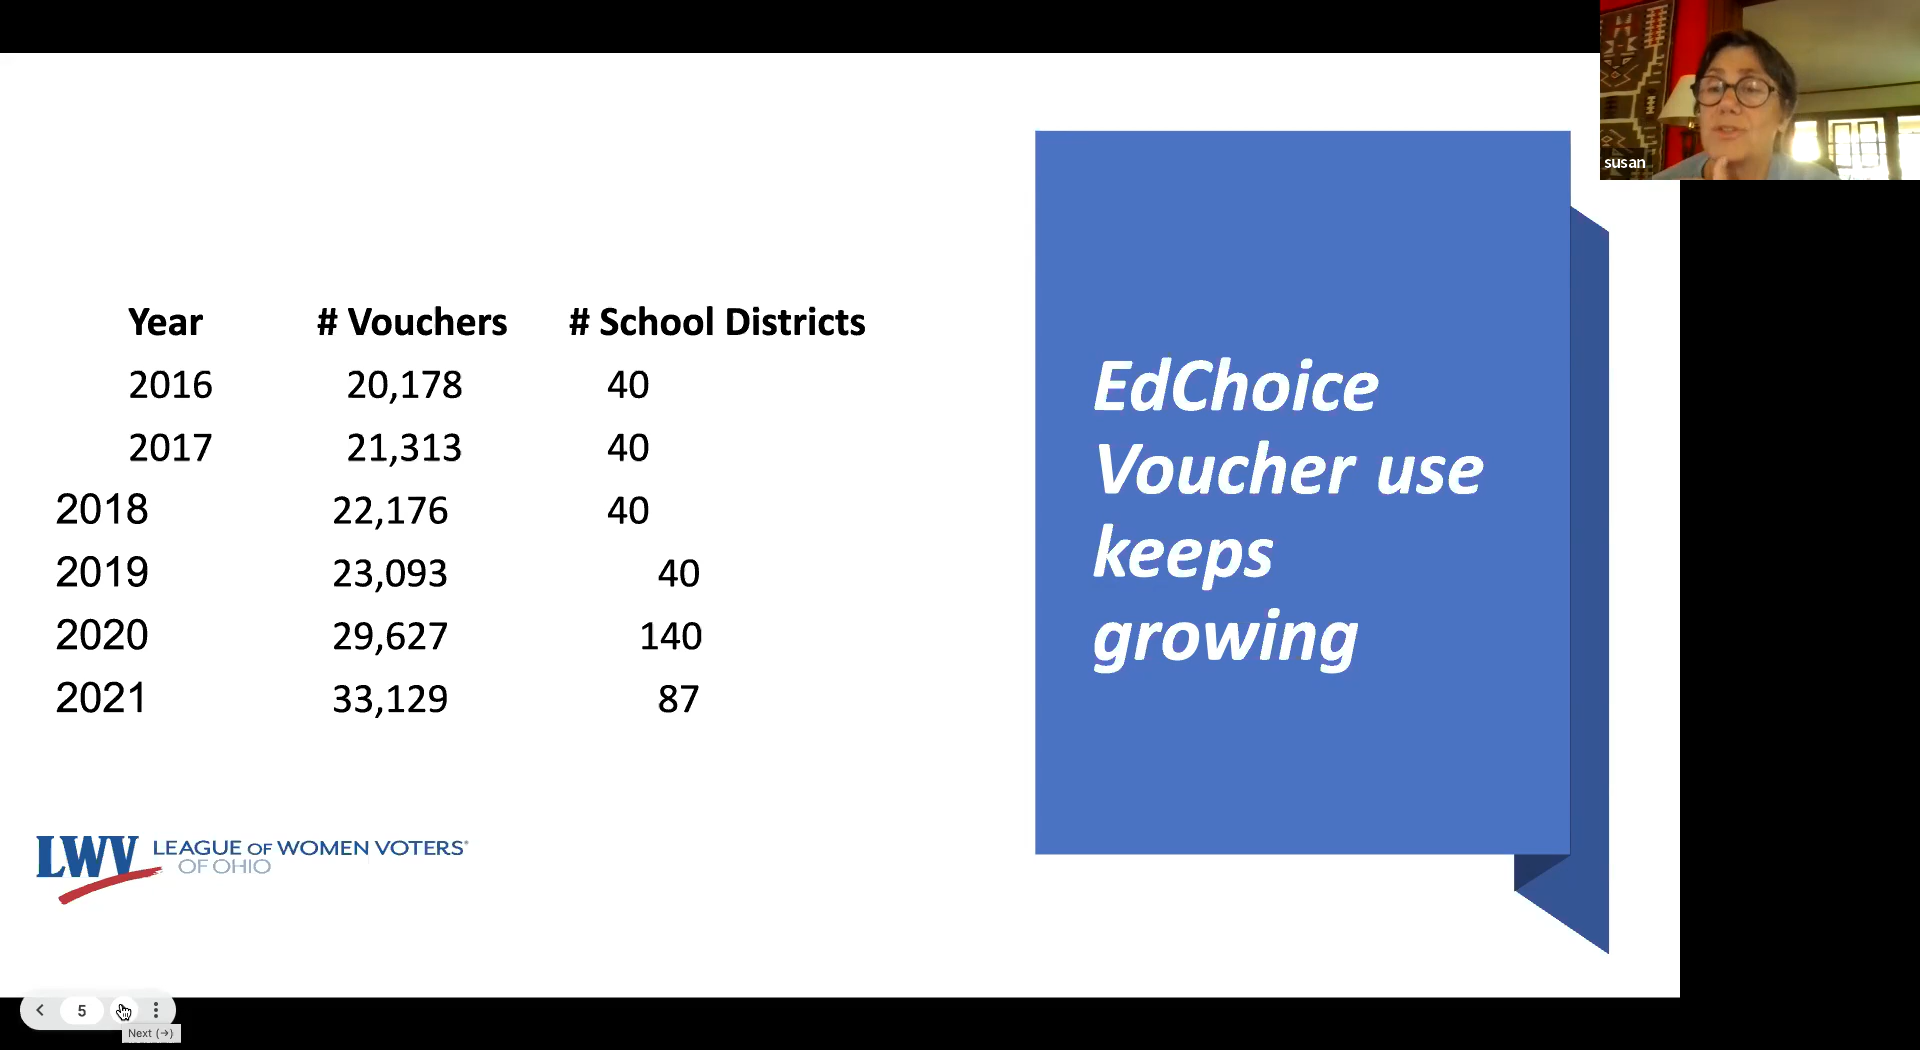 susan
Year # Vouchers # School Districts
2016 20,178 40
2017 21,313 40
2018 22,176 40
2019 23,093 40
2020 29,627 140
2021 33,129 87
EdChoice
Voucher use
keeps
growing
LWV LEAGUE OF WOMEN VOTERS®
OF OHIO
5
Next (→)